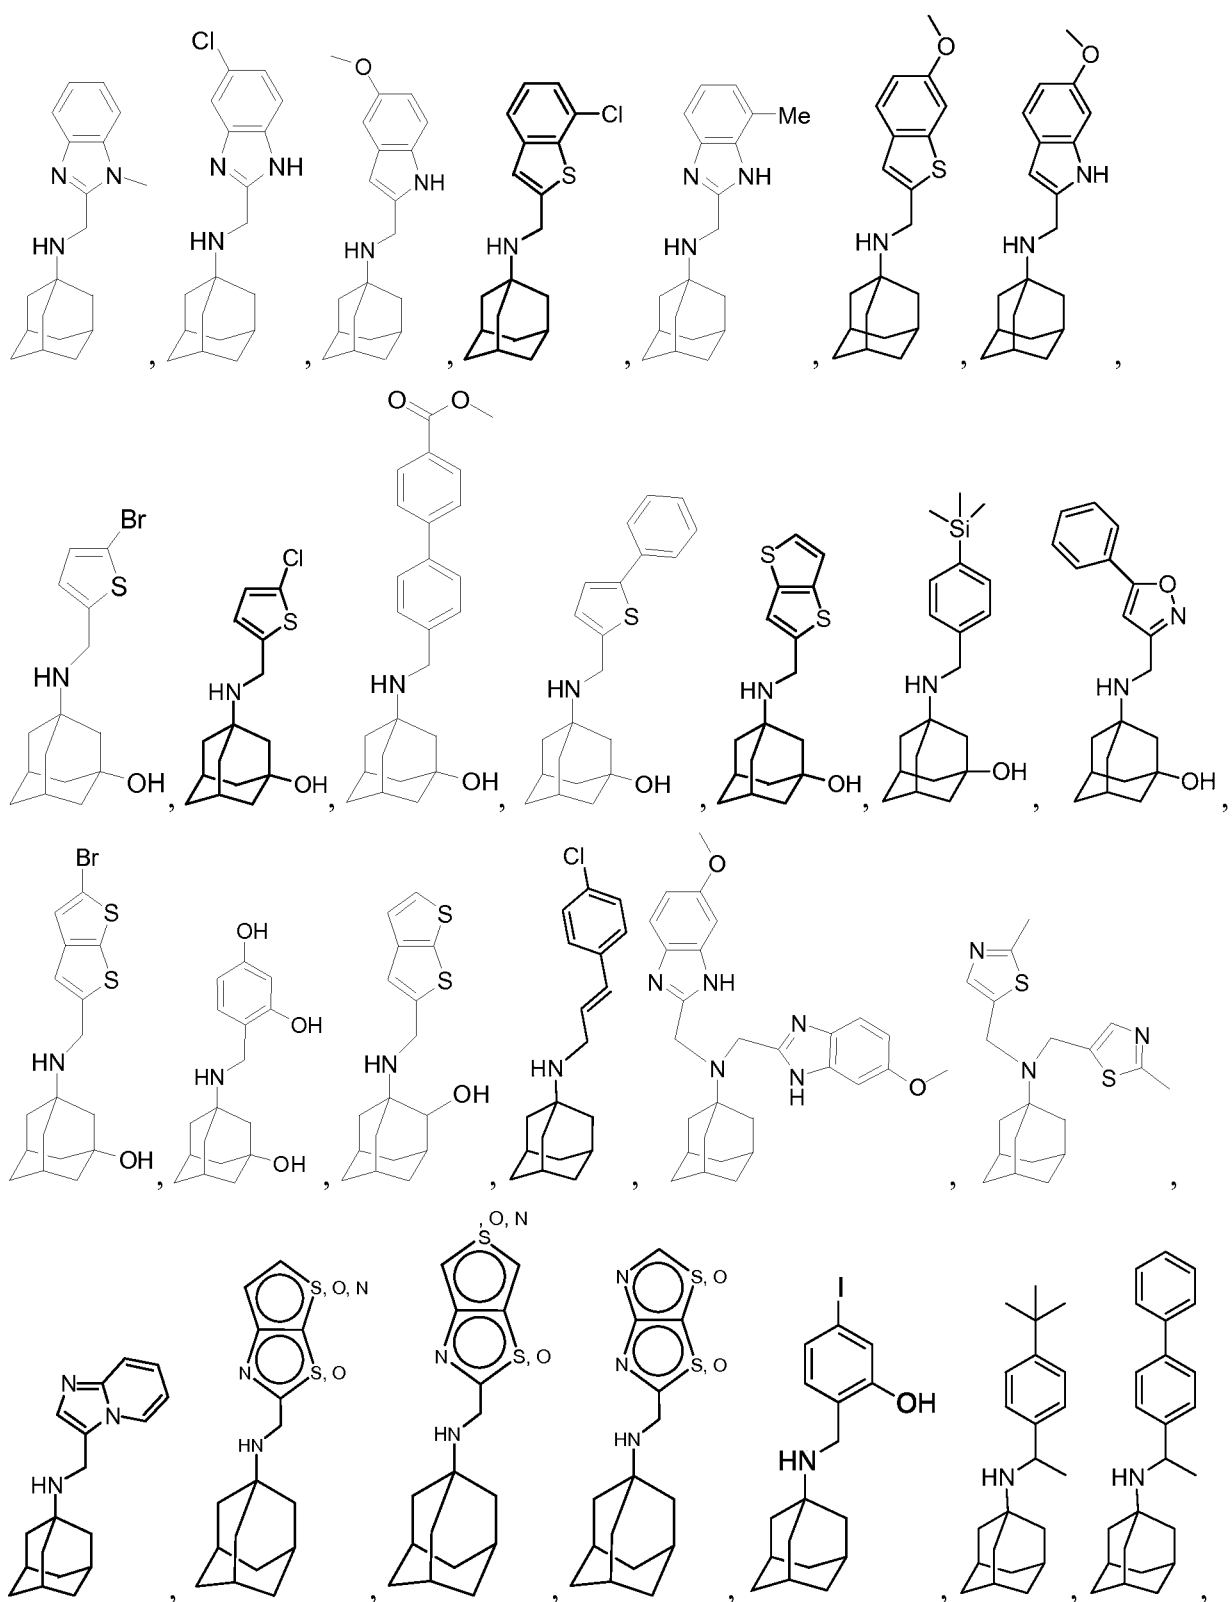 Cl
O
O
O
Cl
Me
N N
N NH
NH
S
N NH
S
NH
HN HN HN HN HN HN HN
, , , , , , ,
O O
Br
Cl
S
S
S
S
S
Si
O
N
HN HN HN HN HN HN HN
OH , OH , OH , OH , OH , OH , OH ,
Br
S
S
OH
OH
S
S
Cl
O
N NH
N
N
H
O
N
S
N
S
HN HN HN HN N N
OH
OH , OH , , , , ,
N
N
S, O, N
N S, O
S, O, N
N S, O
N S, O
N S, O
I
OH
HN HN HN HN HN HN HN
, , , , , , ,